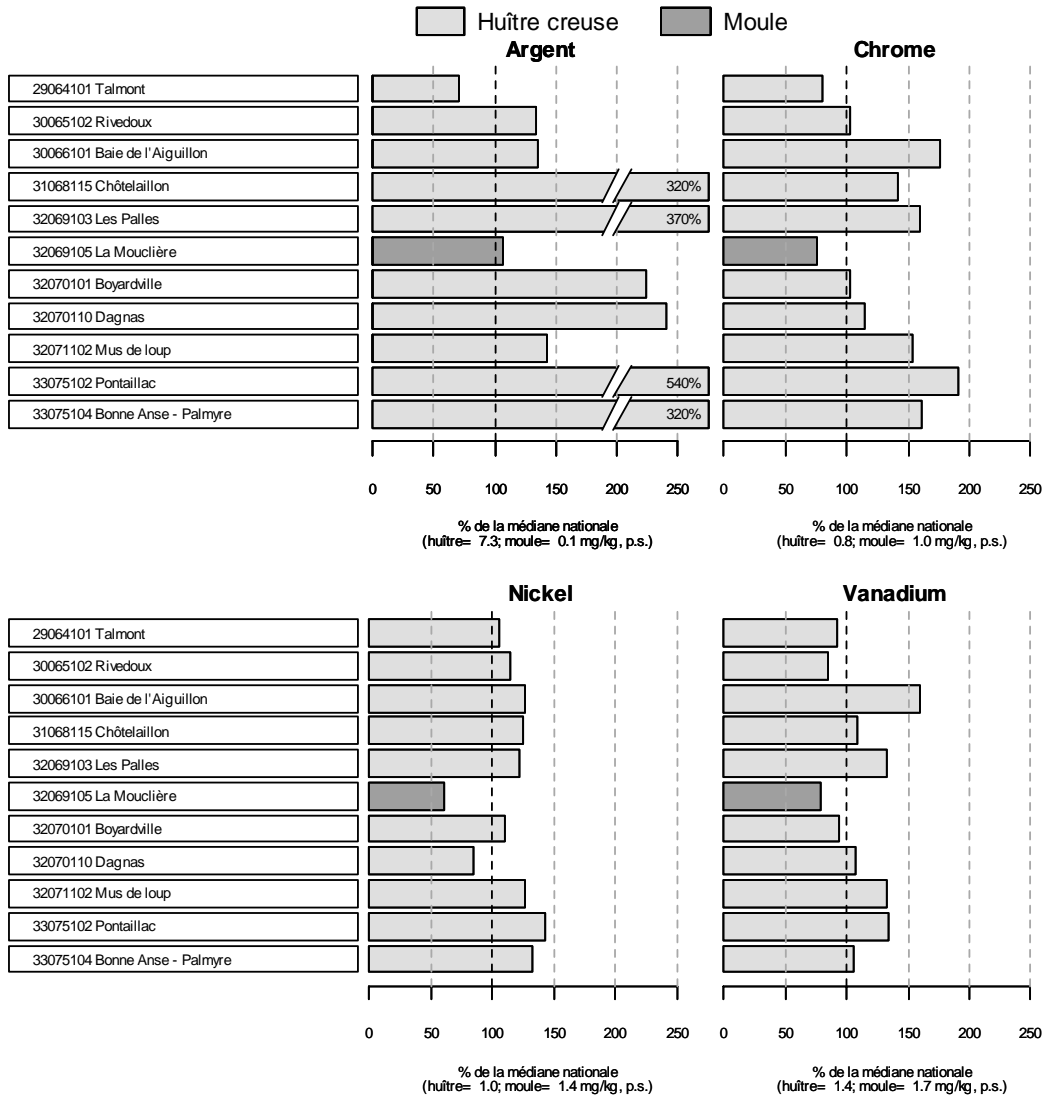 Huître creuse
Moule
Argent
Chrome
29064101 Talmont
30065102 Rivedoux
30066101 Baie de l'Aiguillon
31068115 Chôtelaillon
320%
32069103 Les Palles
370%
32069105 La Mouclière
32070101 Boyardville
32070110 Dagnas
32071102 Mus de loup
33075102 Pontaillac
540%
33075104 Bonne Anse - Palmyre
320%
0 50 100 150 200 250
0 50 100 150 200 250
% de la médiane nationale
(huître= 7.3; moule= 0.1 mg/kg, p.s.)
% de la médiane nationale
(huître= 0.8; moule= 1.0 mg/kg, p.s.)
Nickel
Vanadium
29064101 Talmont
30065102 Rivedoux
30066101 Baie de l'Aiguillon
31068115 Chôtelaillon
32069103 Les Palles
32069105 La Mouclière
32070101 Boyardville
32070110 Dagnas
32071102 Mus de loup
33075102 Pontaillac
33075104 Bonne Anse - Palmyre
0 50 100 150 200 250
0 50 100 150 200 250
% de la médiane nationale
(huître= 1.0; moule= 1.4 mg/kg, p.s.)
% de la médiane nationale
(huître= 1.4; moule= 1.7 mg/kg, p.s.)